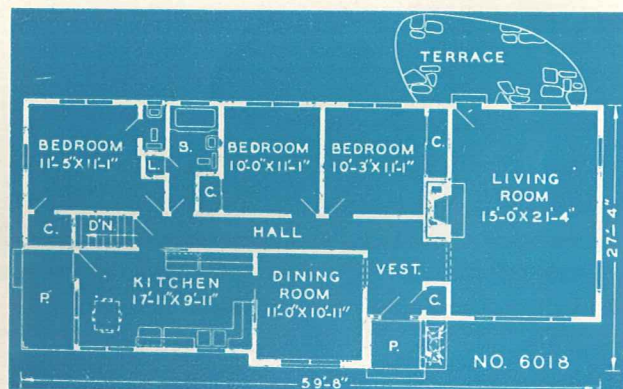 TERRACE
BEDROOM
11'-5"X11'-1"
B.
L.
BEDROOM
10'-0"X11'-1"
BEDROOM
10'-3"X11'-1"
C.
C.
LIVING
ROOM
15'-0"X21'-4"
27'-4"
C.
D'N.
HALL
P.
KITCHEN
17'-11"X9'-11"
DINING
ROOM
11'-0"X10'-11"
VEST.
C.
P.
NO. 6018
59'-8"